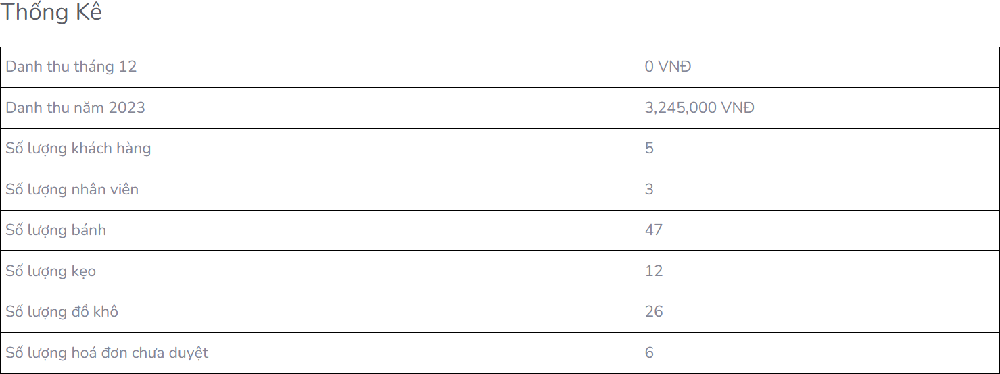 Thống Kê
Danh thu tháng 12 0 VNĐ
Danh thu năm 2023 3,245,000 VNĐ
Số lượng khách hàng 5
Số lượng nhân viên 3
Số lượng bánh 47
Số lượng kẹo 12
Số lượng đồ khô 26
Số lượng hoá đơn chưa duyệt 6